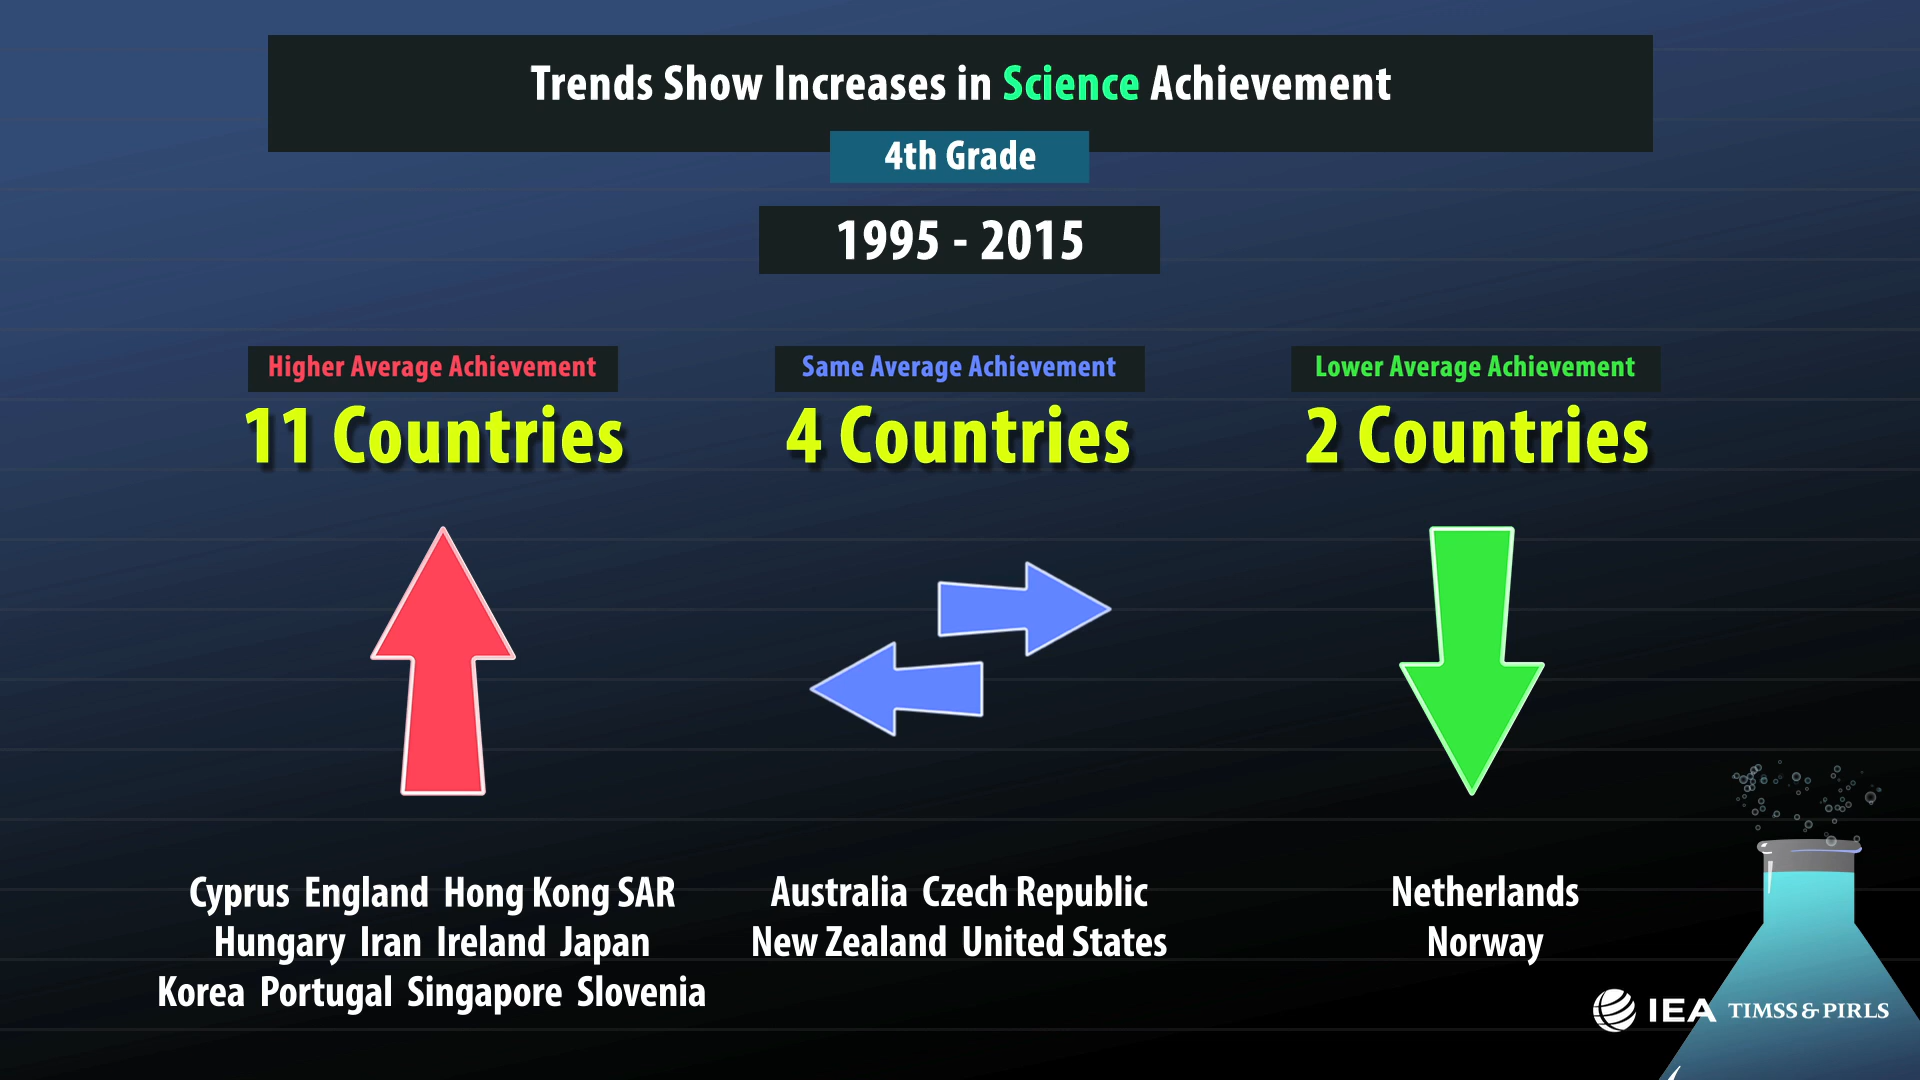 Trends Show Increases in Science Achievement
4th Grade
1995 - 2015
Higher Average Achievement
11 Countries
Cyprus England Hong Kong SAR
Hungary Iran Ireland Japan
Korea Portugal Singapore Slovenia
Same Average Achievement
4 Countries
Australia Czech Republic
New Zealand United States
Lower Average Achievement
2 Countries
Netherlands
Norway
IEA TIMSS & PIRLS